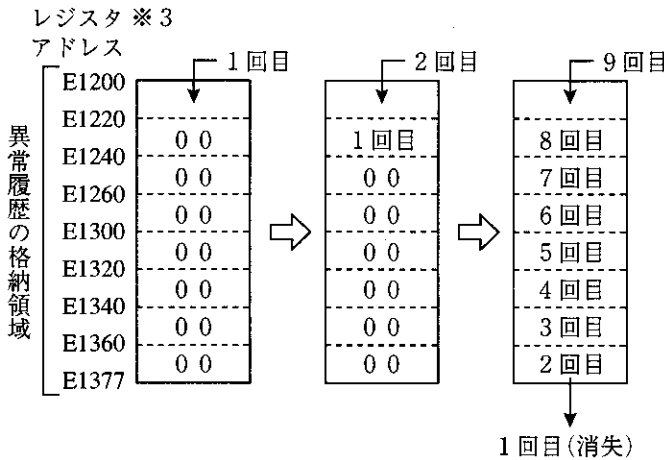 レジスタ ※3
アドレス
1回目
2回目
9回目
E1200
E1220
E1240
E1260
E1300
E1320
E1340
E1360
E1377
異常履歴の格納領域
00
00
00
00
00
00
00
1回目
00
00
00
00
00
00
8回目
7回目
6回目
5回目
4回目
3回目
2回目
1回目(消失)